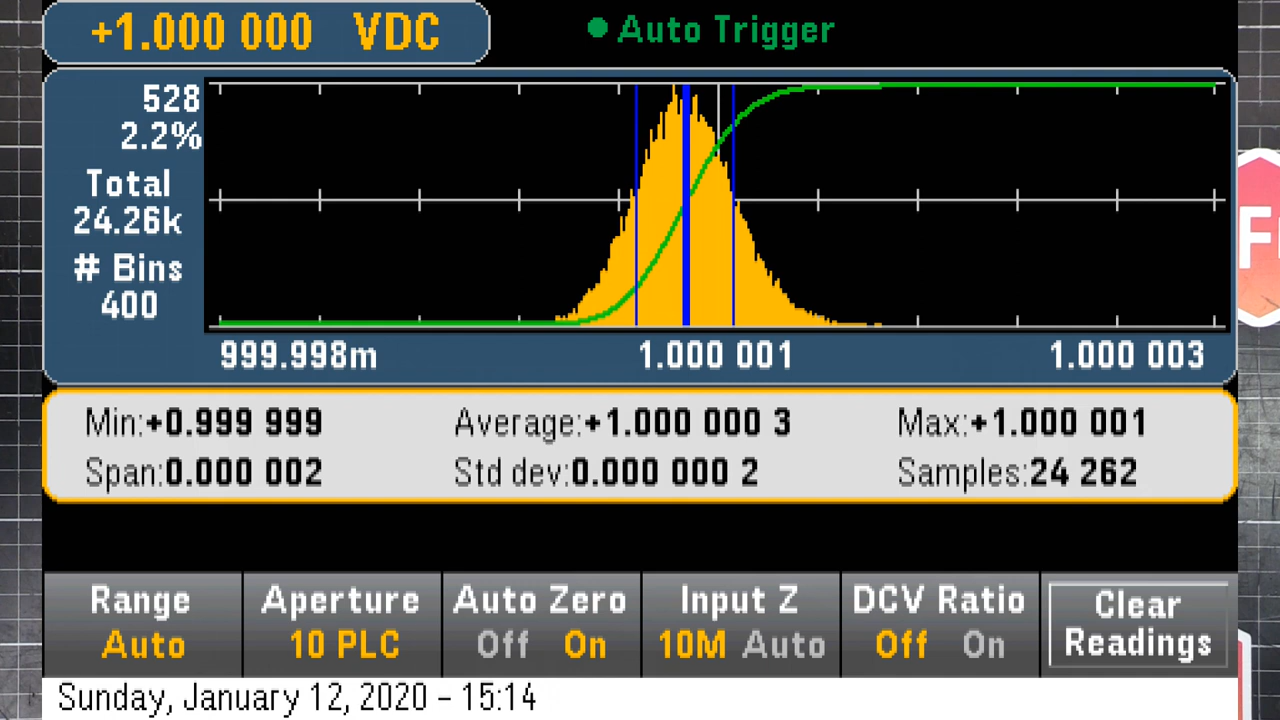 +1.000 000 VDC
Auto Trigger
528
2.2%
Total
24.26k
# Bins
400
999.998m 1.000 001 1.000 003
Min:+0.999 999 Average:+1.000 000 3 Max:+1.000 001
Span:0.000 002 Std dev:0.000 000 2 Samples:24 262
Range Aperture Auto Zero Input Z DCV Ratio Clear
Auto 10 PLC Off On 10M Auto Off On Readings
Sunday, January 12, 2020 – 15:14